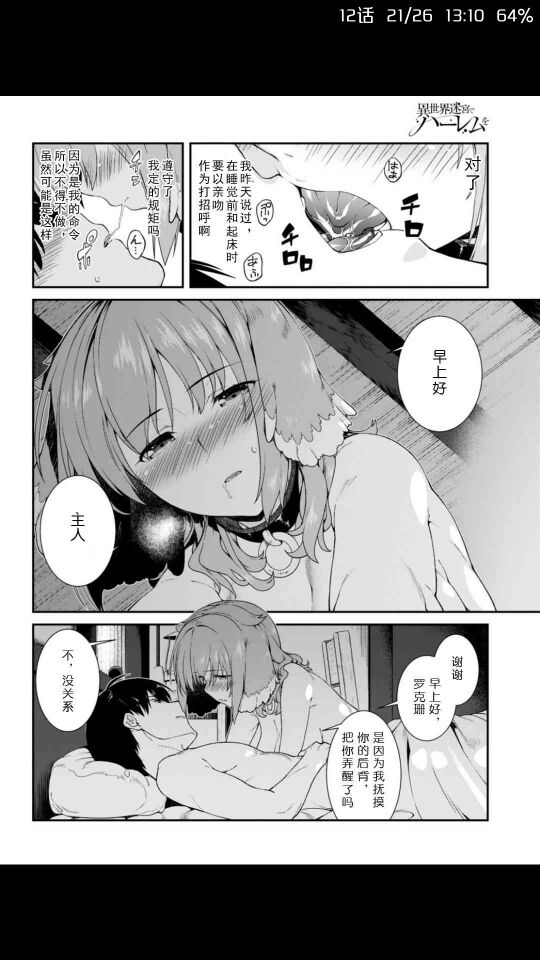 12话 21/26 13:10 64%
異世界迷宮で
ハーレムを
对了
我昨天说过，
在睡觉前和起床时
要以亲吻
作为打招呼啊
チロ
チロ
遵守了
我定的规矩吗
因为是我的命令
所以不得不做，
虽然可能是这样
ん…
早上好
主人
谢谢
早上好，
罗克珊
是因为我抚摸
你的后背，
把你弄醒了吗
不，没关系